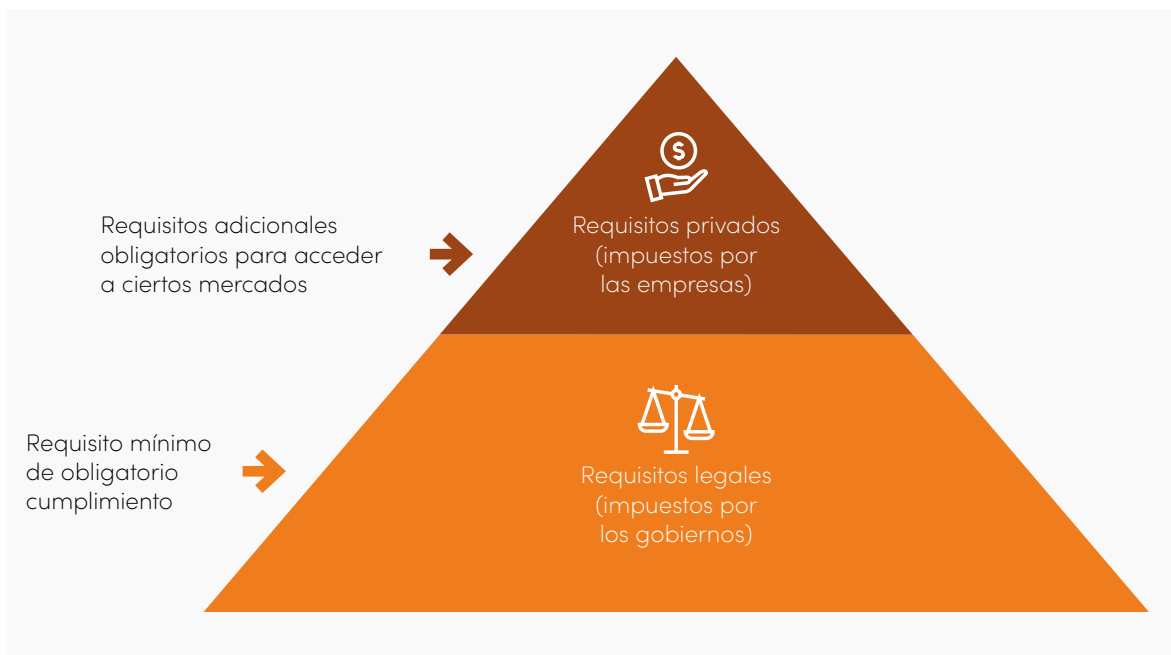 Requisitos adicionales
obligatorios para acceder
a ciertos mercados
$
Requisitos privados
(impuestos por
las empresas)
Requisito mínimo
de obligatorio
cumplimiento
Requisitos legales
(impuestos por
los gobiernos)